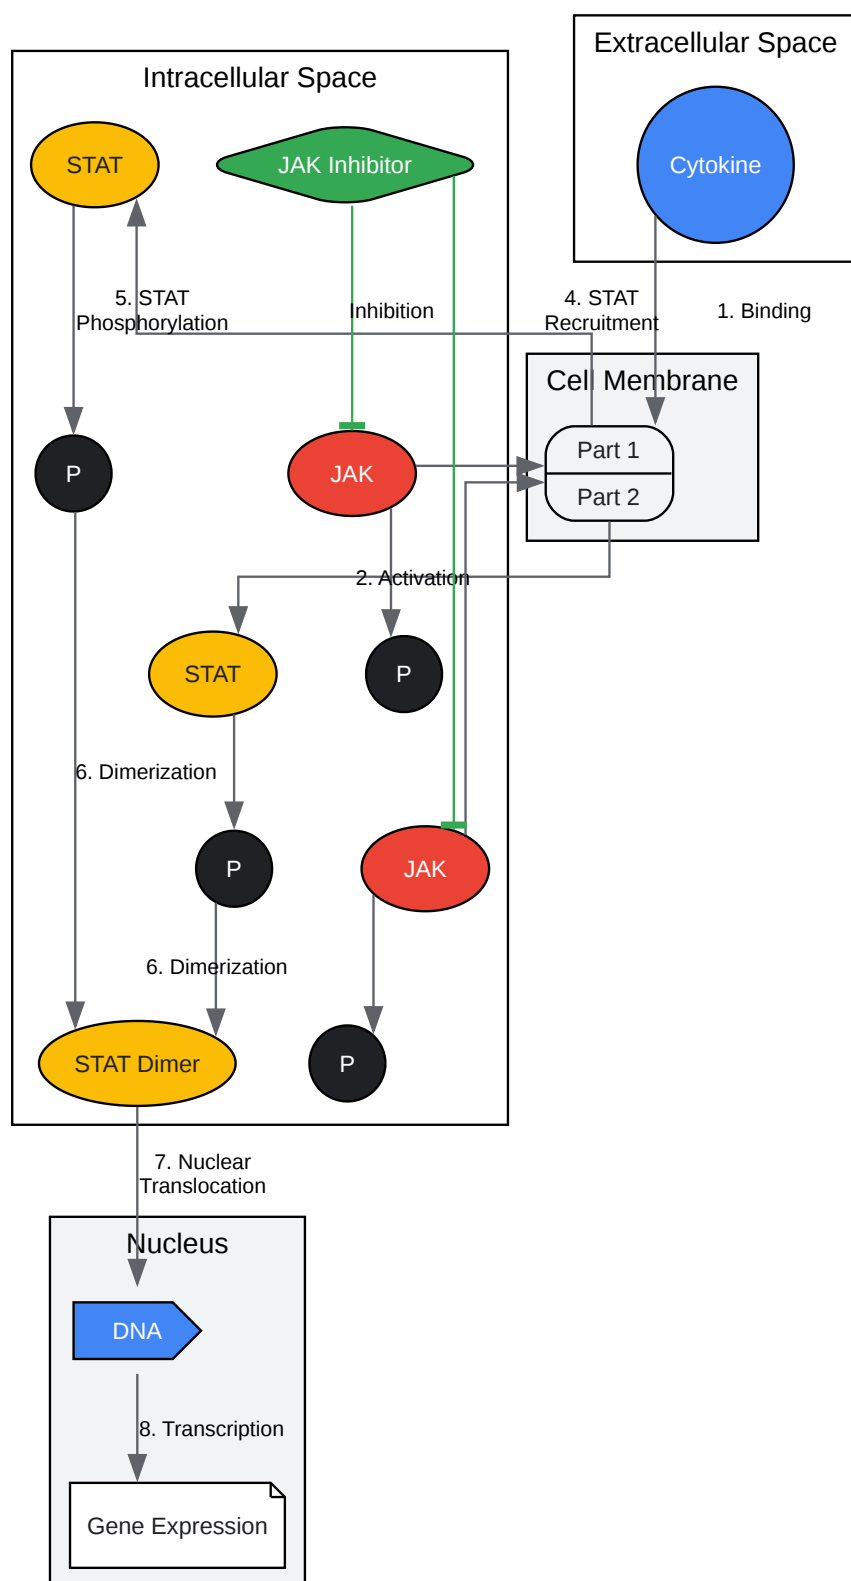 Extracellular Space
Intracellular Space
Cytokine
STAT
JAK Inhibitor
5. STAT
Phosphorylation
Inhibition
4. STAT
Recruitment
1. Binding
Cell Membrane
Part 1
Part 2
P
JAK
2. Activation
STAT
P
6. Dimerization
P
JAK
6. Dimerization
STAT Dimer
P
7. Nuclear
Translocation
Nucleus
DNA
8. Transcription
Gene Expression